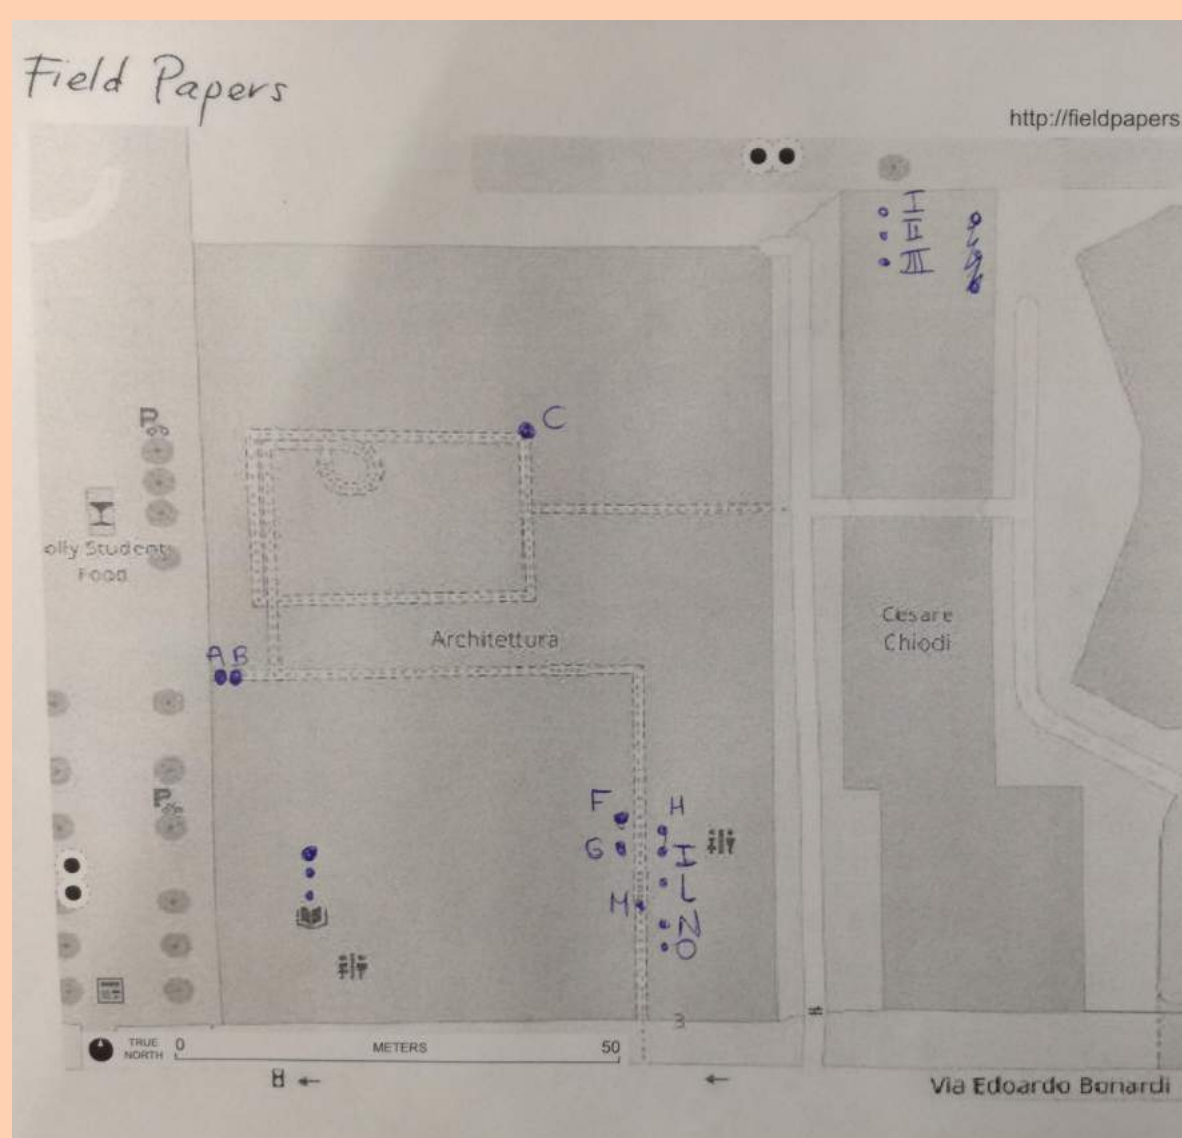 Field Papers
http://fieldpapers
I
II
III
P
C
olly Student
Food
Cesare
Chiodi
Architettura
A B
P
F
H
G
I
L
M
N
O
3
TRUE
NORTH
0
METERS
50
Via Edoardo Bonardi